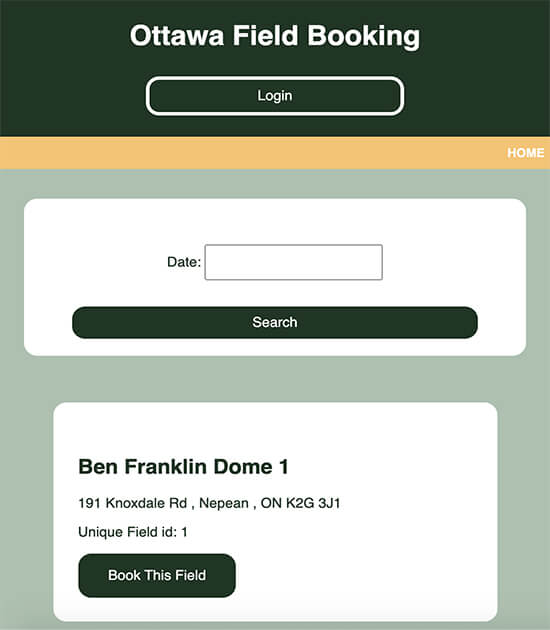 Ottawa Field Booking
Login
HOME
Date:
Search
Ben Franklin Dome 1
191 Knoxdale Rd , Nepean , ON K2G 3J1
Unique Field id: 1
Book This Field